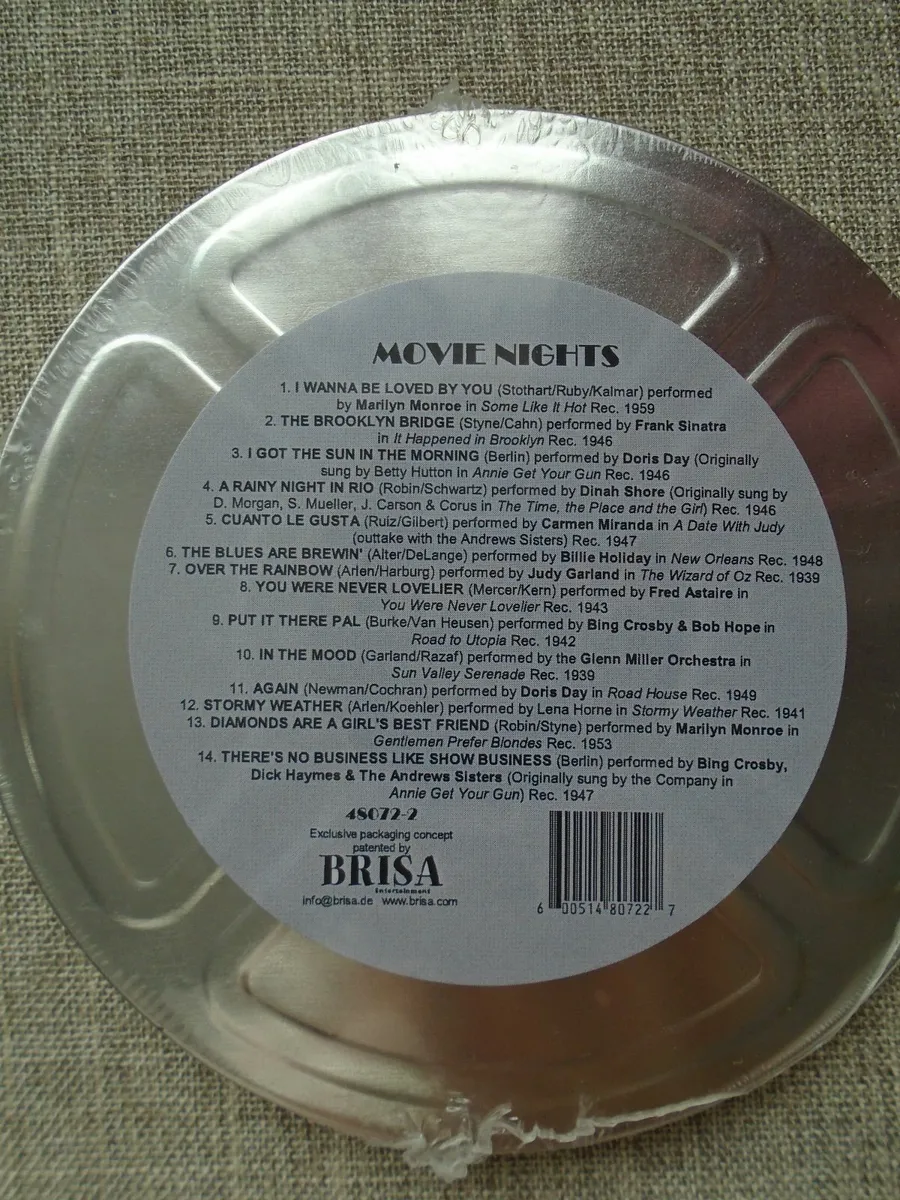 MOVIE NIGHTS
1. I WANNA BE LOVED BY YOU (Stothart/Ruby/Kalmar) performed
by Marilyn Monroe in Some Like It Hot Rec. 1959
2. THE BROOKLYN BRIDGE (Styne/Cahn) performed by Frank Sinatra
in It Happened in Brooklyn Rec. 1946
3. I GOT THE SUN IN THE MORNING (Berlin) performed by Doris Day (Originally
sung by Betty Hutton in Annie Get Your Gun Rec. 1946
4. A RAINY NIGHT IN RIO (Robin/Schwartz) performed by Dinah Shore (Originally sung by
D. Morgan, S. Mueller, J. Carson & Corus in The Time, the Place and the Girl) Rec. 1946
5. CUANTO LE GUSTA (Ruiz/Gilbert) performed by Carmen Miranda in A Date With Judy
(outtake with the Andrews Sisters) Rec. 1947
6. THE BLUES ARE BREWIN' (Alter/DeLange) performed by Billie Holiday in New Orleans Rec. 1948
7. OVER THE RAINBOW (Arlen/Harburg) performed by Judy Garland in The Wizard of Oz Rec. 1939
8. YOU WERE NEVER LOVELIER (Mercer/Kern) performed by Fred Astaire in
You Were Never Lovelier Rec. 1943
9. PUT IT THERE PAL (Burke/Van Heusen) performed by Bing Crosby & Bob Hope in
Road to Utopia Rec. 1942
10. IN THE MOOD (Garland/Razaf) performed by the Glenn Miller Orchestra in
Sun Valley Serenade Rec. 1939
11. AGAIN (Newman/Cochran) performed by Doris Day in Road House Rec. 1949
12. STORMY WEATHER (Arlen/Koehler) performed by Lena Horne in Stormy Weather Rec. 1941
13. DIAMONDS ARE A GIRL'S BEST FRIEND (Robin/Styne) performed by Marilyn Monroe in
Gentlemen Prefer Blondes Rec. 1953
14. THERE'S NO BUSINESS LIKE SHOW BUSINESS (Berlin) performed by Bing Crosby,
Dick Haymes & The Andrews Sisters (Originally sung by the Company in
Annie Get Your Gun) Rec. 1947
48072-2
Exclusive packaging concept
patented by
BRISA
Entertainment
info@brisa.de www.brisa.com
6 00514 80722 7